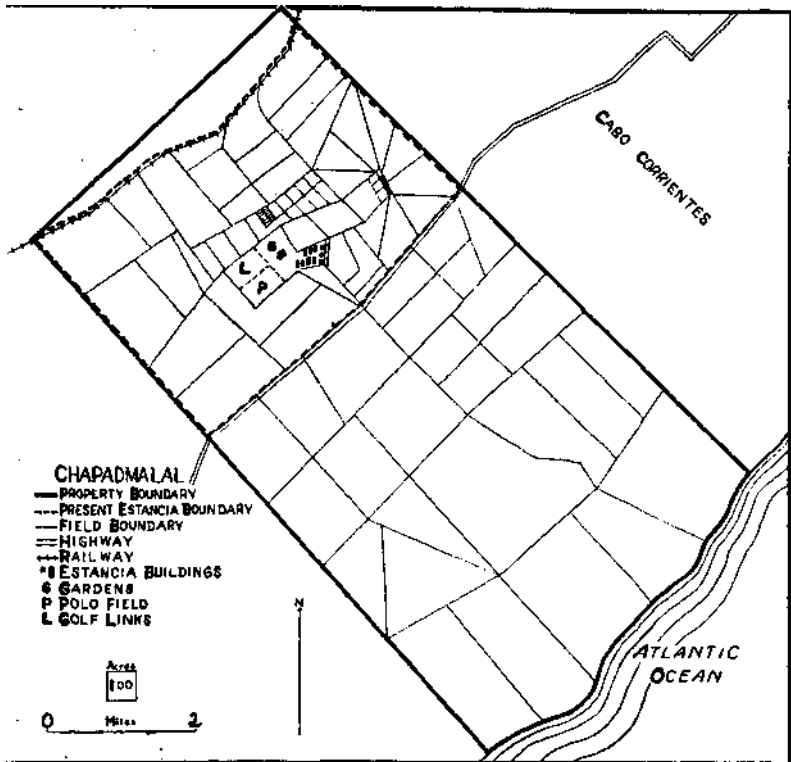 CABO CORRIENTES
G
L
P
CHAPADMALAL
PROPERTY BOUNDARY
PRESENT ESTANCIA BOUNDARY
FIELD BOUNDARY
HIGHWAY
RAILWAY
ESTANCIA BUILDINGS
G GARDENS
P POLO FIELD
L GOLF LINKS
N
Acres
100
0 Miles 2
ATLANTIC
OCEAN